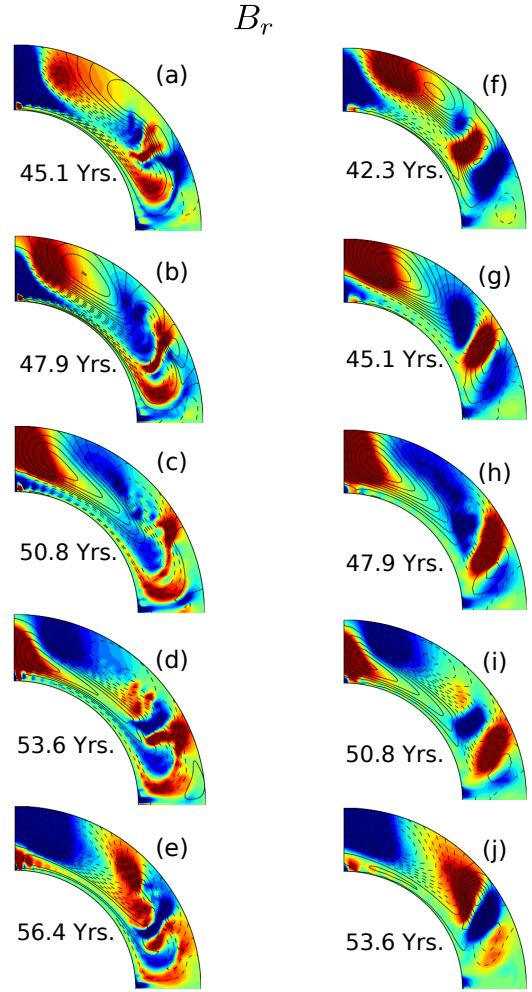 B_r
(a)
45.1 Yrs.
(b)
47.9 Yrs.
(c)
50.8 Yrs.
(d)
53.6 Yrs.
(e)
56.4 Yrs.
(f)
42.3 Yrs.
(g)
45.1 Yrs.
(h)
47.9 Yrs.
(i)
50.8 Yrs.
(j)
53.6 Yrs.